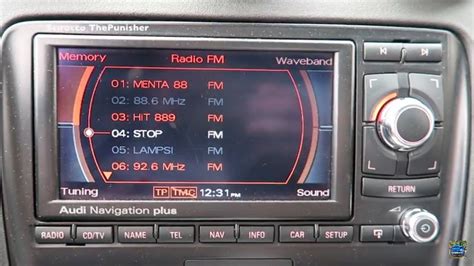 Scirocco ThePunisher
Memory Radio FM Waveband
01: MENTA 88 FM
02: 88.6 MHz FM
03: HIT 889 FM
04: STOP FM
05: LAMPSI FM
06: 92.6 MHz FM
Tuning TP TMC 12:31 PM Sound
Audi Navigation plus
RETURN
RADIO CD/TV NAME TEL NAV INFO CAR SETUP